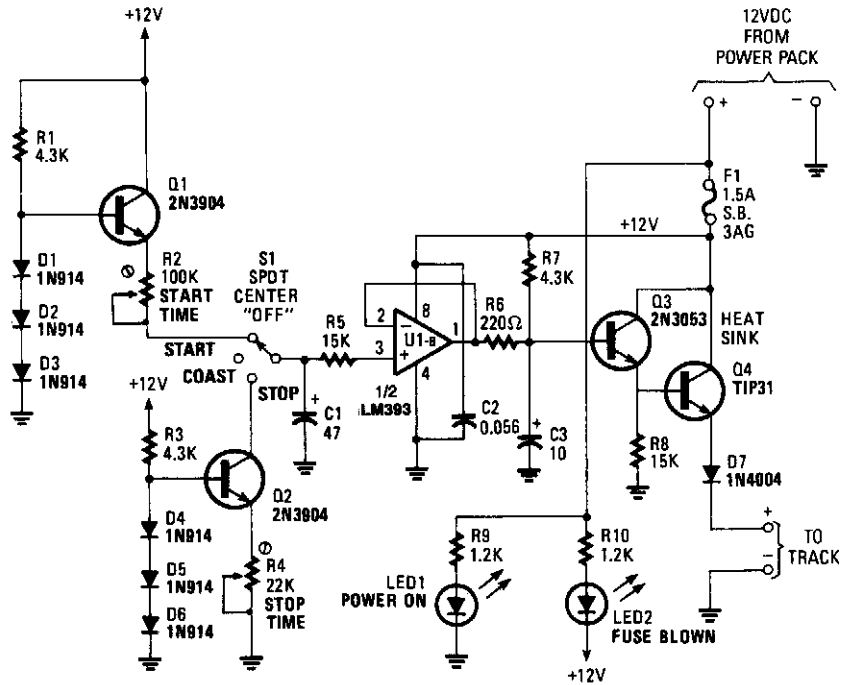 +12V
12VDC
FROM
POWER PACK
+
−
R1
4.3K
Q1
2N3904
F1
1.5A
S.B.
3AG
+12V
D1
1N914
R2
100K
START
TIME
S1
SPDT
CENTER
"OFF"
R7
4.3K
Q3
2N3053
HEAT
SINK
D2
1N914
R5
15K
2
−
8
U1-B
1
3
+
4
R6
220Ω
Q4
TIP31
D3
1N914
START
COAST
STOP
1/2
LM393
+12V
+
C1
47
C2
0.056
+
C3
10
R8
15K
D7
1N4004
R3
4.3K
Q2
2N3904
D4
1N914
R9
1.2K
R10
1.2K
+
−
TO
TRACK
D5
1N914
R4
22K
STOP
TIME
LED1
POWER ON
D6
1N914
LED2
FUSE BLOWN
+12V